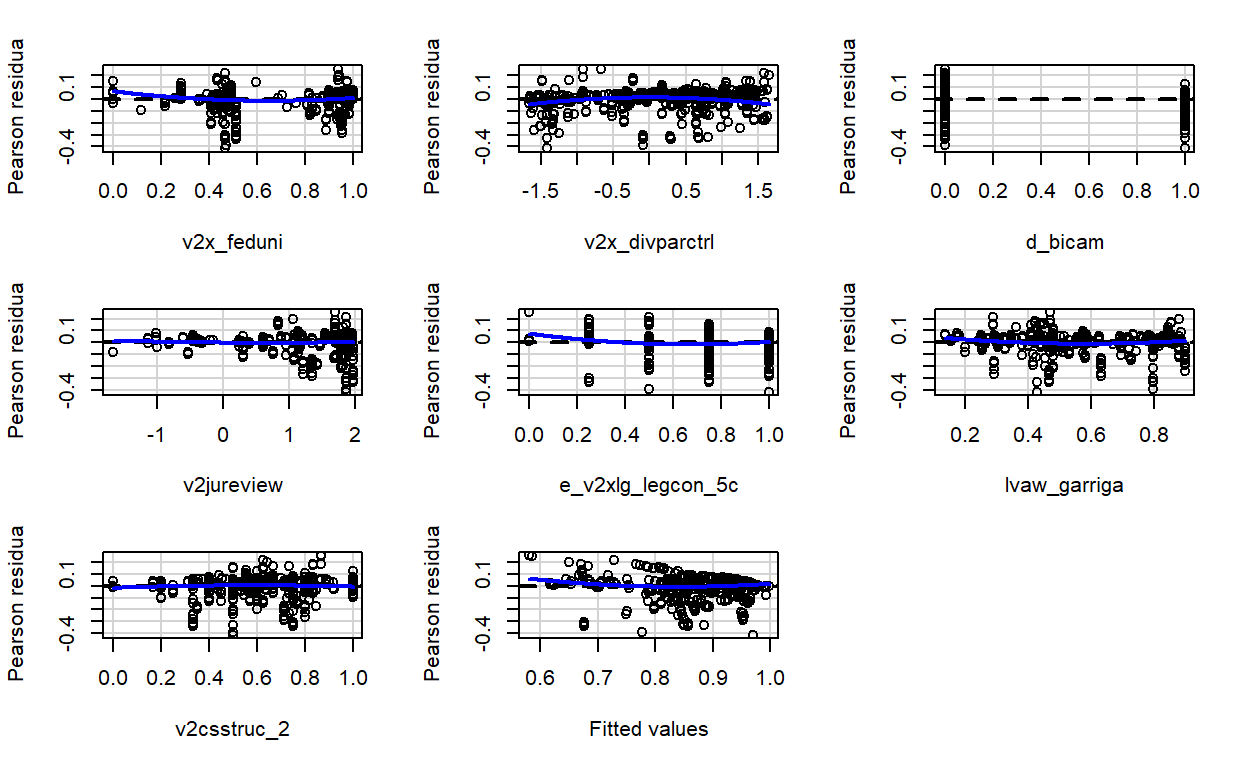 Pearson residua
0.1
-0.4
0.0 0.2 0.4 0.6 0.8 1.0
v2x_feduni
Pearson residua
0.1
-0.4
-1.5 -0.5 0.5 1.5
v2x_divparctrl
Pearson residua
0.1
-0.4
0.0 0.2 0.4 0.6 0.8 1.0
d_bicam
Pearson residua
0.1
-0.4
-1 0 1 2
v2jureview
Pearson residua
0.1
-0.4
0.0 0.2 0.4 0.6 0.8 1.0
e_v2xlg_legcon_5c
Pearson residua
0.1
-0.4
0.2 0.4 0.6 0.8
lvaw_garriga
Pearson residua
0.1
-0.4
0.0 0.2 0.4 0.6 0.8 1.0
v2csstruc_2
Pearson residua
0.1
-0.4
0.6 0.7 0.8 0.9 1.0
Fitted values